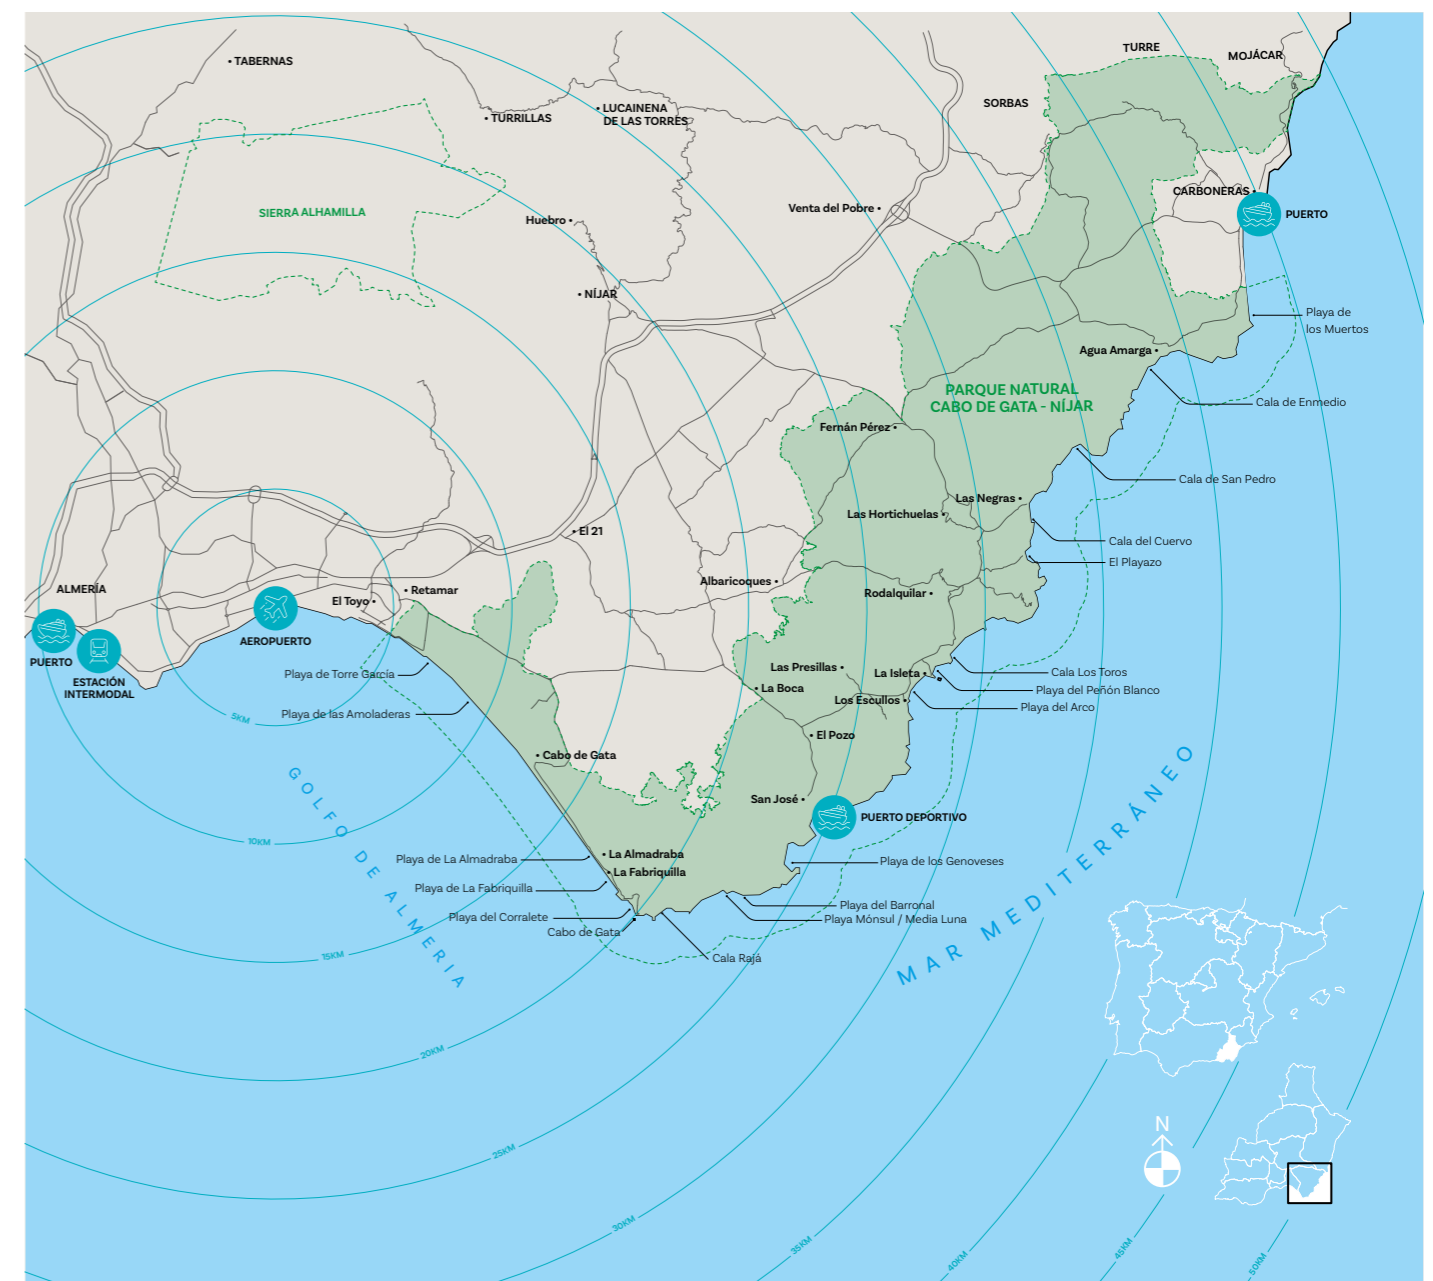 TURRE
MOJÁCAR
TABERNAS
SORBAS
LUCAINENA
DE LAS TORRES
TURRILLAS
CARBONERAS
SIERRA ALHAMILLA
Huebro
Venta del Pobre
PUERTO
NÍJAR
Playa de
los Muertos
Agua Amarga
PARQUE NATURAL
CABO DE GATA - NÍJAR
Cala de Enmedio
Fernán Pérez
Cala de San Pedro
Las Negras
Las Hortichuelas
El 21
Cala del Cuervo
El Playazo
Albaricoques
ALMERÍA
Retamar
El Toyo
Rodalquilar
AEROPUERTO
PUERTO
ESTACIÓN
INTERMODAL
Playa de Torre García
Las Presillas
La Isleta
Cala Los Toros
La Boca
Playa del Peñón Blanco
Los Escullos
Playa del Arco
Playa de las Amoladeras
5KM
El Pozo
Cabo de Gata
San José
PUERTO DEPORTIVO
GOLFO DE ALMERIA
MAR MEDITERRÁNEO
10KM
La Almadraba
Playa de La Almadraba
La Fabriquilla
Playa de los Genoveses
Playa de La Fabriquilla
Playa del Barronal
Playa del Corralete
Playa Mónsul / Media Luna
Cabo de Gata
15KM
Cala Rajá
20KM
N
25KM
30KM
35KM
40KM
45KM
50KM